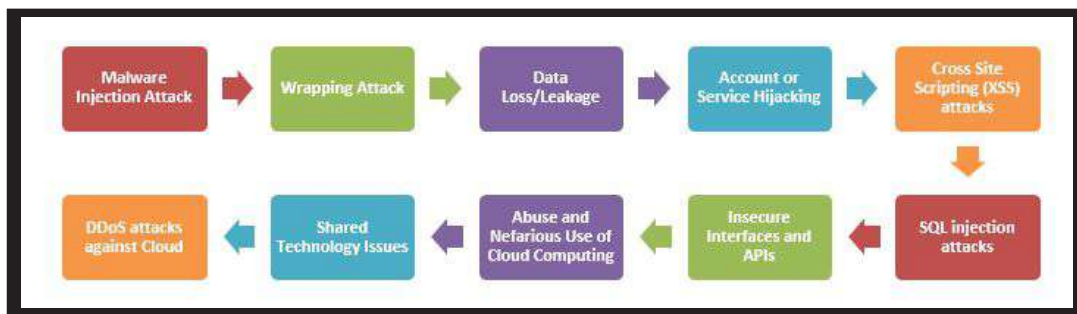 Malware
Injection Attack
Wrapping Attack
Data
Loss/Leakage
Account or
Service Hijacking
Cross Site
Scripting (XSS)
attacks
SQL injection
attacks
Insecure
Interfaces and
APIs
Abuse and
Nefarious Use of
Cloud Computing
Shared
Technology Issues
DDoS attacks
against Cloud